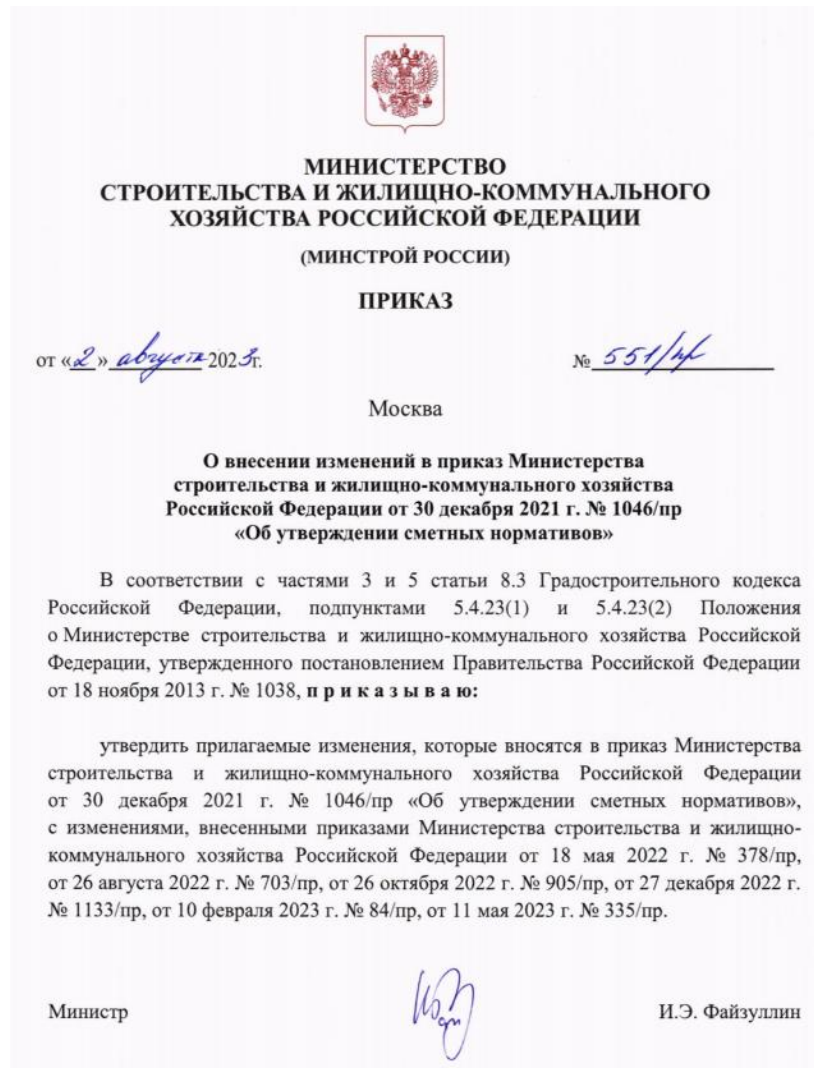 МИНИСТЕРСТВО
СТРОИТЕЛЬСТВА И ЖИЛИЩНО-КОММУНАЛЬНОГО
ХОЗЯЙСТВА РОССИЙСКОЙ ФЕДЕРАЦИИ
(МИНСТРОЙ РОССИИ)
ПРИКАЗ
от «2» августа 2023г. № 551/пр
Москва
О внесении изменений в приказ Министерства
строительства и жилищно-коммунального хозяйства
Российской Федерации от 30 декабря 2021 г. № 1046/пр
«Об утверждении сметных нормативов»
В соответствии с частями 3 и 5 статьи 8.3 Градостроительного кодекса
Российской Федерации, подпунктами 5.4.23(1) и 5.4.23(2) Положения
о Министерстве строительства и жилищно-коммунального хозяйства Российской
Федерации, утвержденного постановлением Правительства Российской Федерации
от 18 ноября 2013 г. № 1038, п р и к а з ы в а ю:
утвердить прилагаемые изменения, которые вносятся в приказ Министерства
строительства и жилищно-коммунального хозяйства Российской Федерации
от 30 декабря 2021 г. № 1046/пр «Об утверждении сметных нормативов»,
с изменениями, внесенными приказами Министерства строительства и жилищно-
коммунального хозяйства Российской Федерации от 18 мая 2022 г. № 378/пр,
от 26 августа 2022 г. № 703/пр, от 26 октября 2022 г. № 905/пр, от 27 декабря 2022 г.
№ 1133/пр, от 10 февраля 2023 г. № 84/пр, от 11 мая 2023 г. № 335/пр.
Министр И.Э. Файзуллин